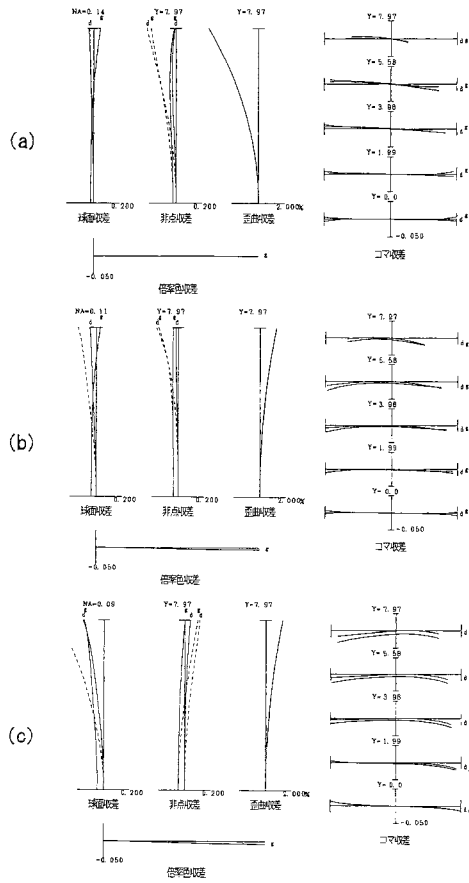 (a)
NA=0.14
d g
0.200
球面収差
Y=7.97
g
d g d
0.200
非点収差
Y=7.97
2.000%
歪曲収差
-0.050
g
倍率色収差
Y=7.97
d g
Y=5.58
d g
Y=3.98
d g
Y=1.99
d g
Y=0.0
d g
-0.050
コマ収差
(b)
NA=0.11
d g
0.200
球面収差
Y=7.97
g g
d d
0.200
非点収差
Y=7.97
2.000%
歪曲収差
-0.050
g
倍率色収差
Y=7.97
d g
Y=5.58
d g
Y=3.98
d g
Y=1.99
d g
Y=0.0
d g
-0.050
コマ収差
(c)
NA=0.09
g
d
0.200
球面収差
Y=7.97
g g
d d
0.200
非点収差
Y=7.97
2.000%
歪曲収差
-0.050
g
倍率色収差
Y=7.97
d
Y=5.58
d
Y=3.98
d
Y=1.99
d
Y=0.0
-0.050
コマ収差